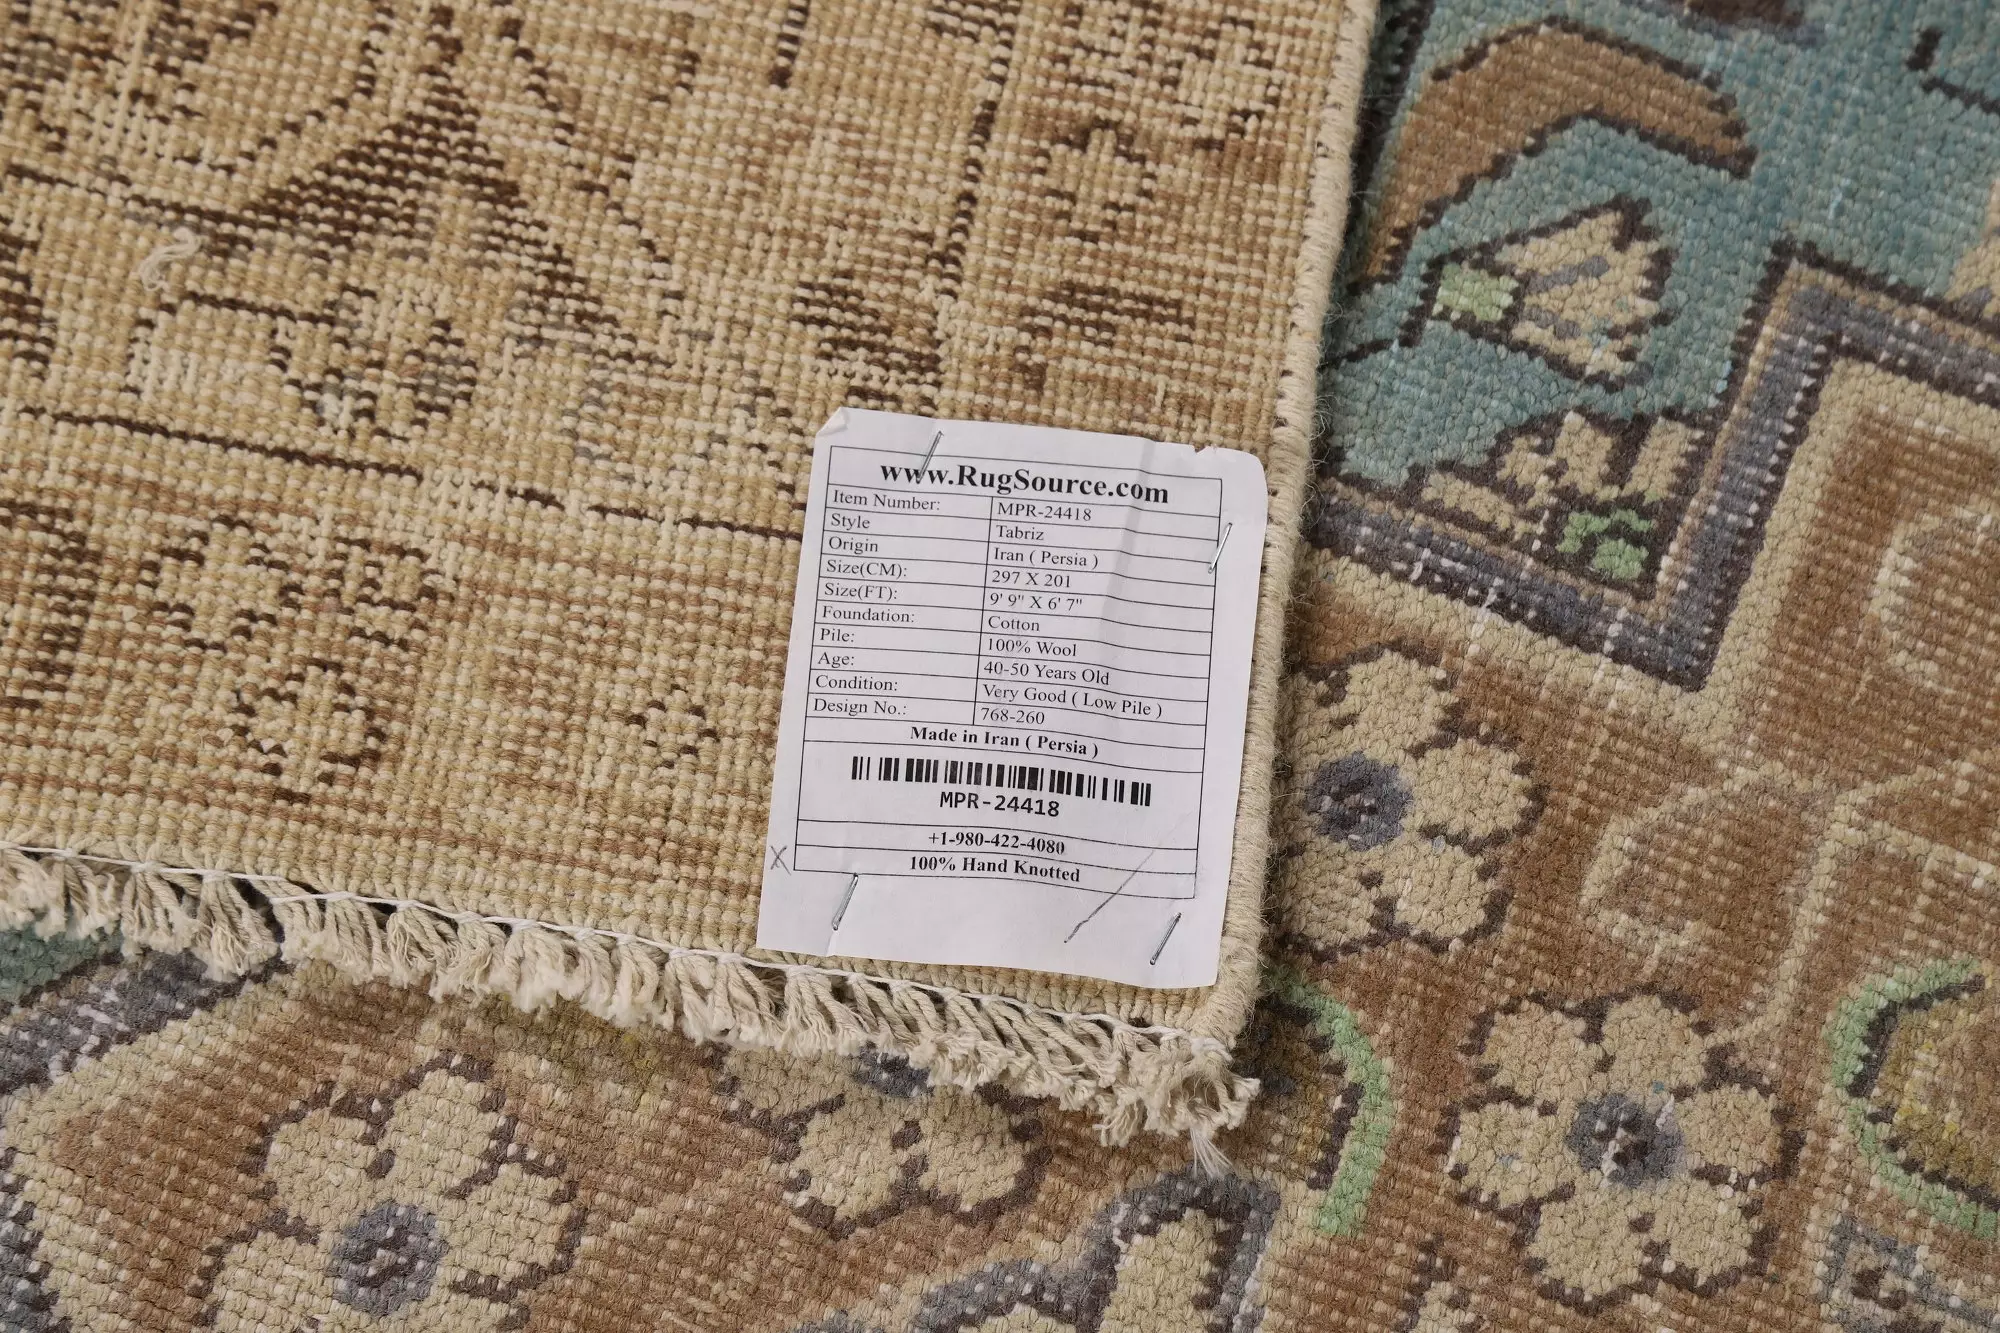 www.RugSource.com
Item Number: MPR-24418
Style Tabriz
Origin Iran ( Persia )
Size(CM): 297 X 201
Size(FT): 9' 9" X 6' 7"
Foundation: Cotton
Pile: 100% Wool
Age: 40-50 Years Old
Condition: Very Good ( Low Pile )
Design No.: 768-260
Made in Iran ( Persia )
MPR-24418
+1-980-422-4080
100% Hand Knotted
X